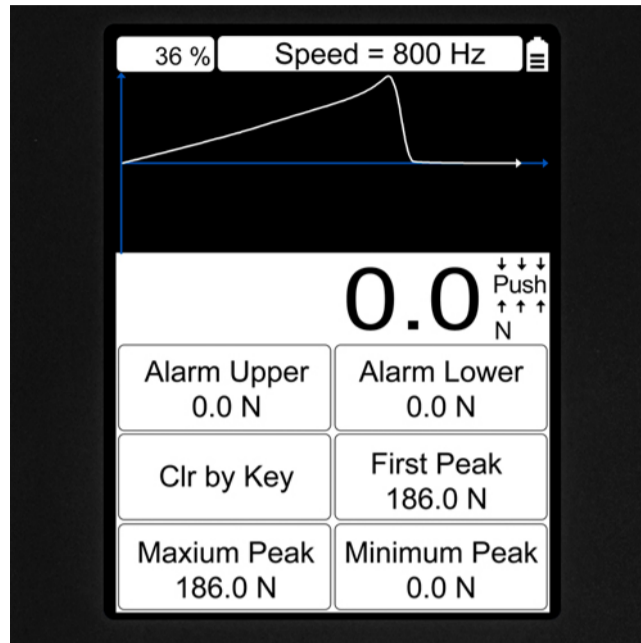 36 %
Speed = 800 Hz
0.0
Push
N
Alarm Upper
0.0 N
Alarm Lower
0.0 N
Clr by Key
First Peak
186.0 N
Maxium Peak
186.0 N
Minimum Peak
0.0 N